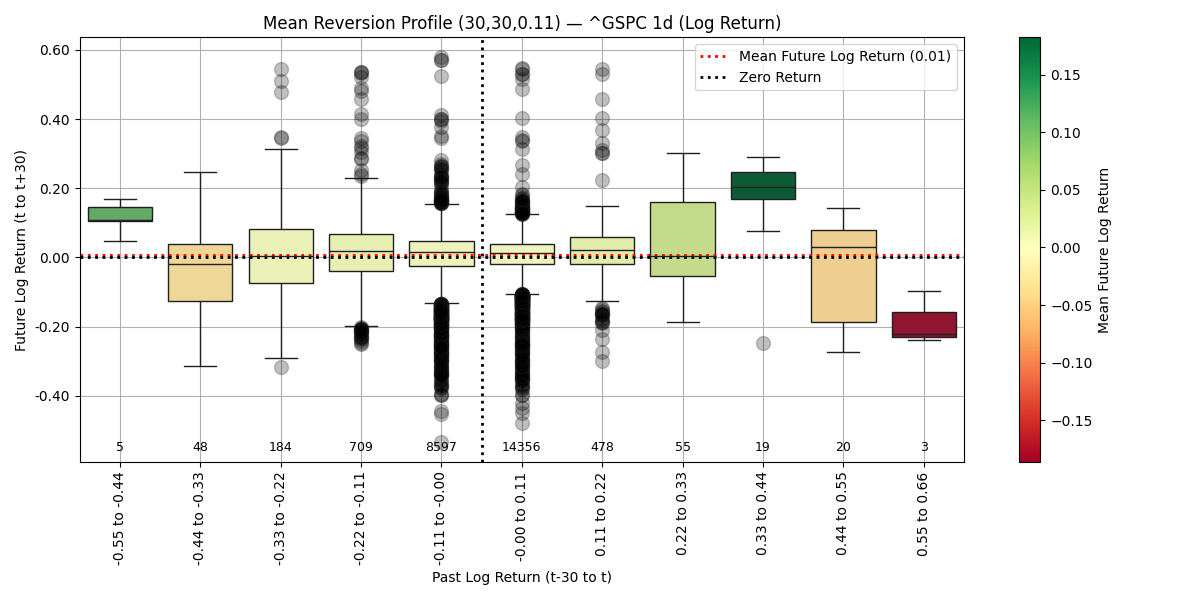 Mean Reversion Profile (30,30,0.11) — ^GSPC 1d (Log Return)
Mean Future Log Return (0.01)
Zero Return
Future Log Return (t to t+30)
0.60
0.40
0.20
0.00
-0.20
-0.40
5 48 184 709 8597 14356 478 55 19 20 3
-0.55 to -0.44
-0.44 to -0.33
-0.33 to -0.22
-0.22 to -0.11
-0.11 to -0.00
-0.00 to 0.11
0.11 to 0.22
0.22 to 0.33
0.33 to 0.44
0.44 to 0.55
0.55 to 0.66
Past Log Return (t-30 to t)
0.15
0.10
0.05
0.00
−0.05
−0.10
−0.15
Mean Future Log Return